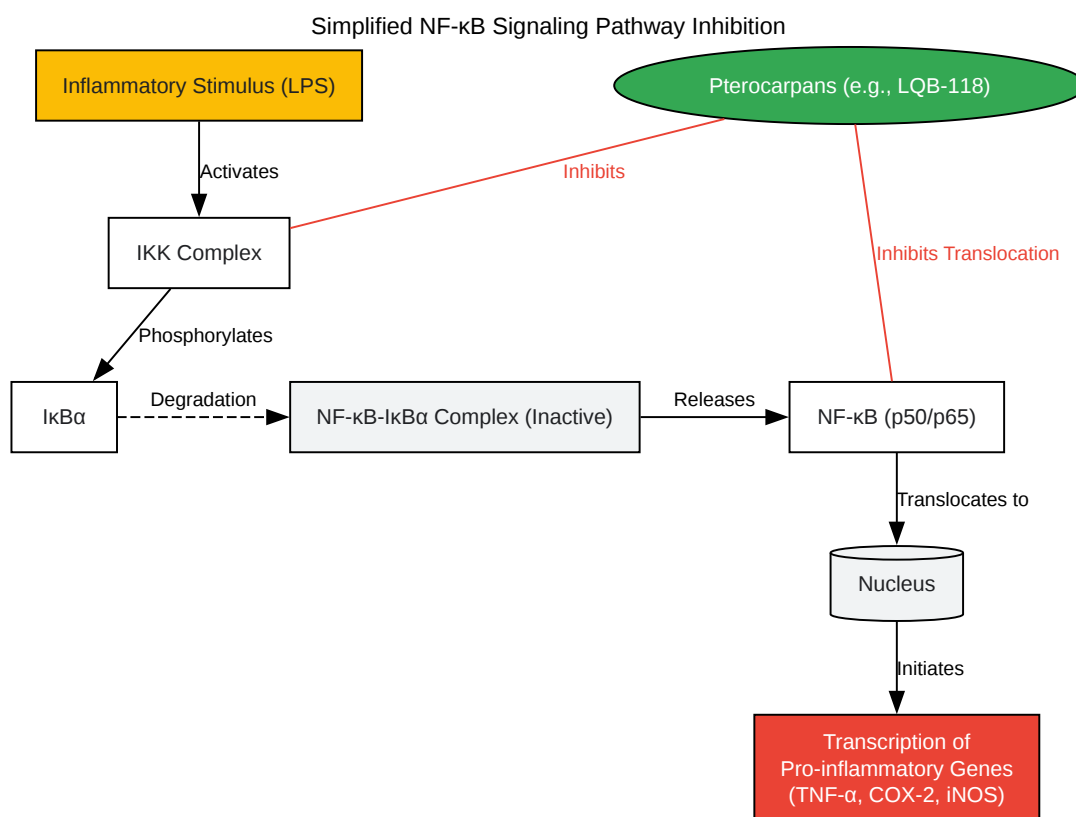 Simplified NF-κB Signaling Pathway Inhibition
Inflammatory Stimulus (LPS)
Pterocarpans (e.g., LQB-118)
Activates
Inhibits
IKK Complex
Inhibits Translocation
Phosphorylates
IκBα
Degradation
NF-κB-IκBα Complex (Inactive)
Releases
NF-κB (p50/p65)
Translocates to
Nucleus
Initiates
Transcription of
Pro-inflammatory Genes
(TNF-α, COX-2, iNOS)